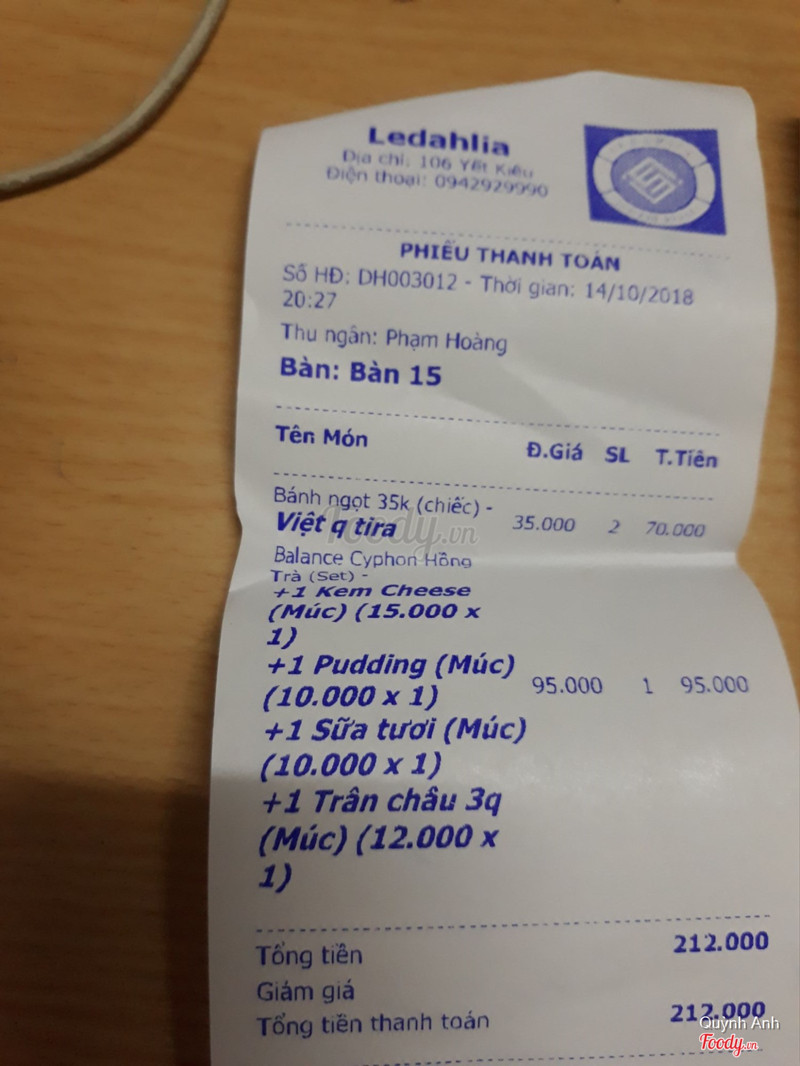 Ledahlia
Địa chỉ: 106 Yết Kiêu
Điện thoại: 0942929990
PHIẾU THANH TOÁN
Số HĐ: DH003012 - Thời gian: 14/10/2018
20:27
Thu ngân: Phạm Hoàng
Bàn: Bàn 15
Tên Món Đ.Giá SL T.Tiền
Bánh ngọt 35k (chiếc) -
Việt q tira 35.000 2 70.000
Foody.vn
Balance Cyphon Hồng
Trà (Set) -
+1 Kem Cheese
(Múc) (15.000 x
1)
+1 Pudding (Múc)
(10.000 x 1) 95.000 1 95.000
+1 Sữa tươi (Múc)
(10.000 x 1)
+1 Trân châu 3q
(Múc) (12.000 x
1)
Tổng tiền 212.000
Giảm giá
Tổng tiền thanh toán 212.000
Quỳnh Anh
Foody.vn